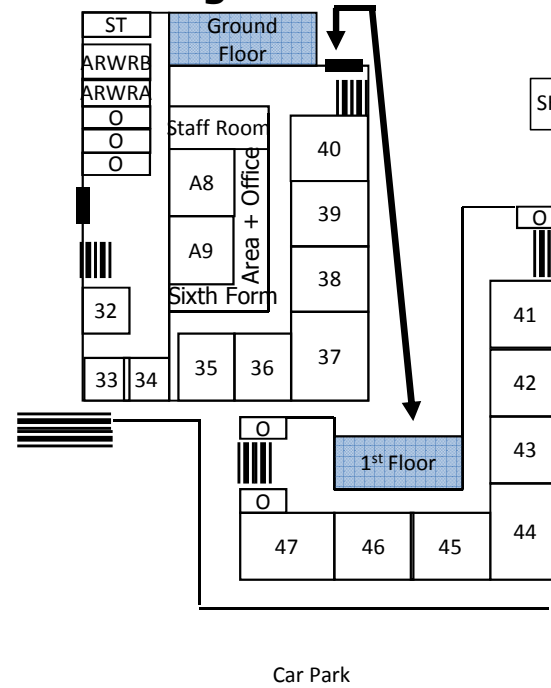 ST
Ground
Floor
ARWRB
ARWRA
O
O
O
Staff Room
A8
A9
Area + Office
Sixth Form
40
39
38
37
32
33
34
35
36
O
41
42
43
44
O
O
1st Floor
47
46
45
Car Park